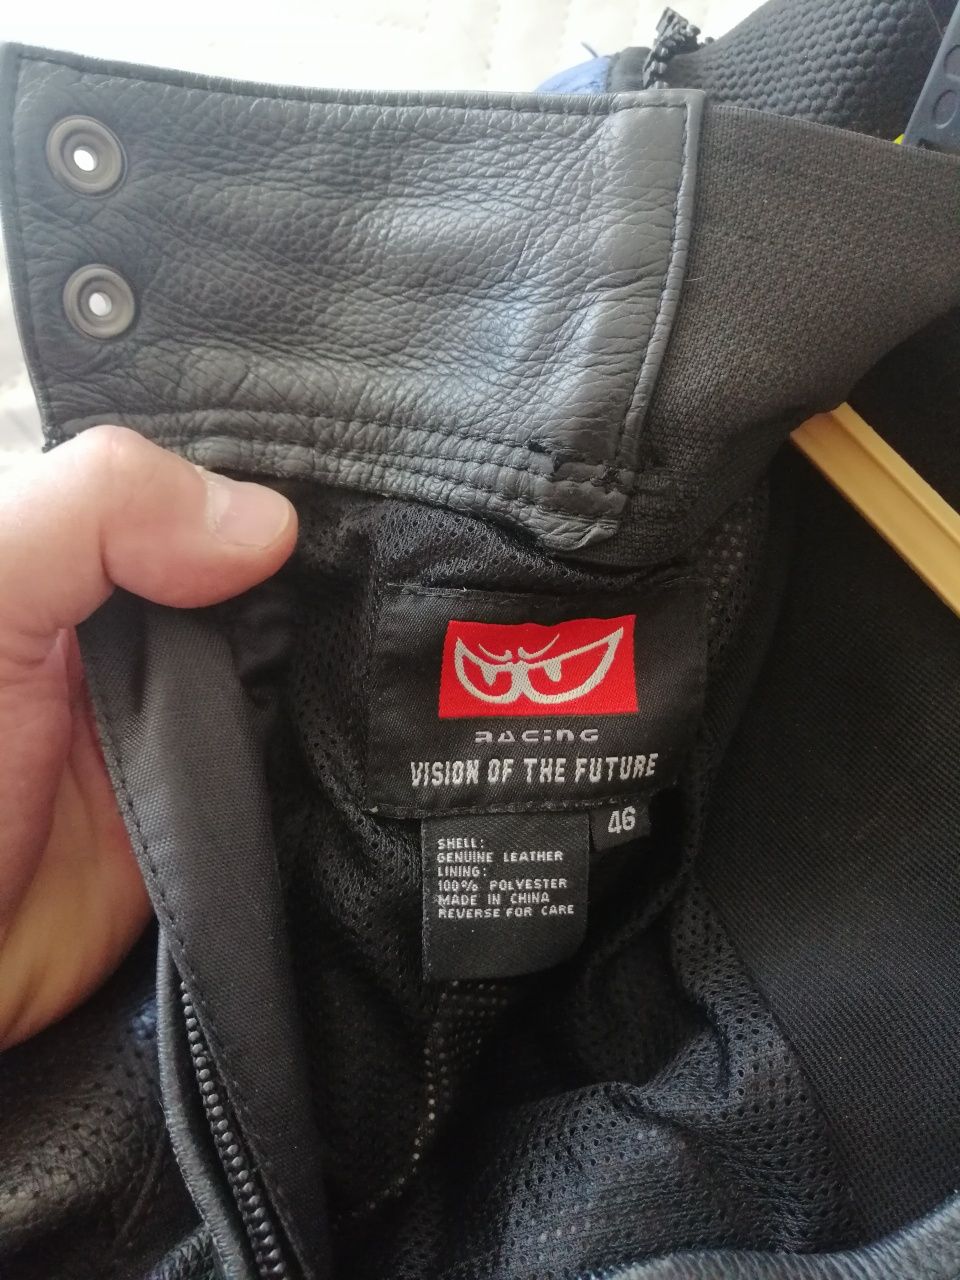 RACING
VISION OF THE FUTURE
46
SHELL:
GENUINE LEATHER
LINING:
100% POLYESTER
MADE IN CHINA
REVERSE FOR CARE